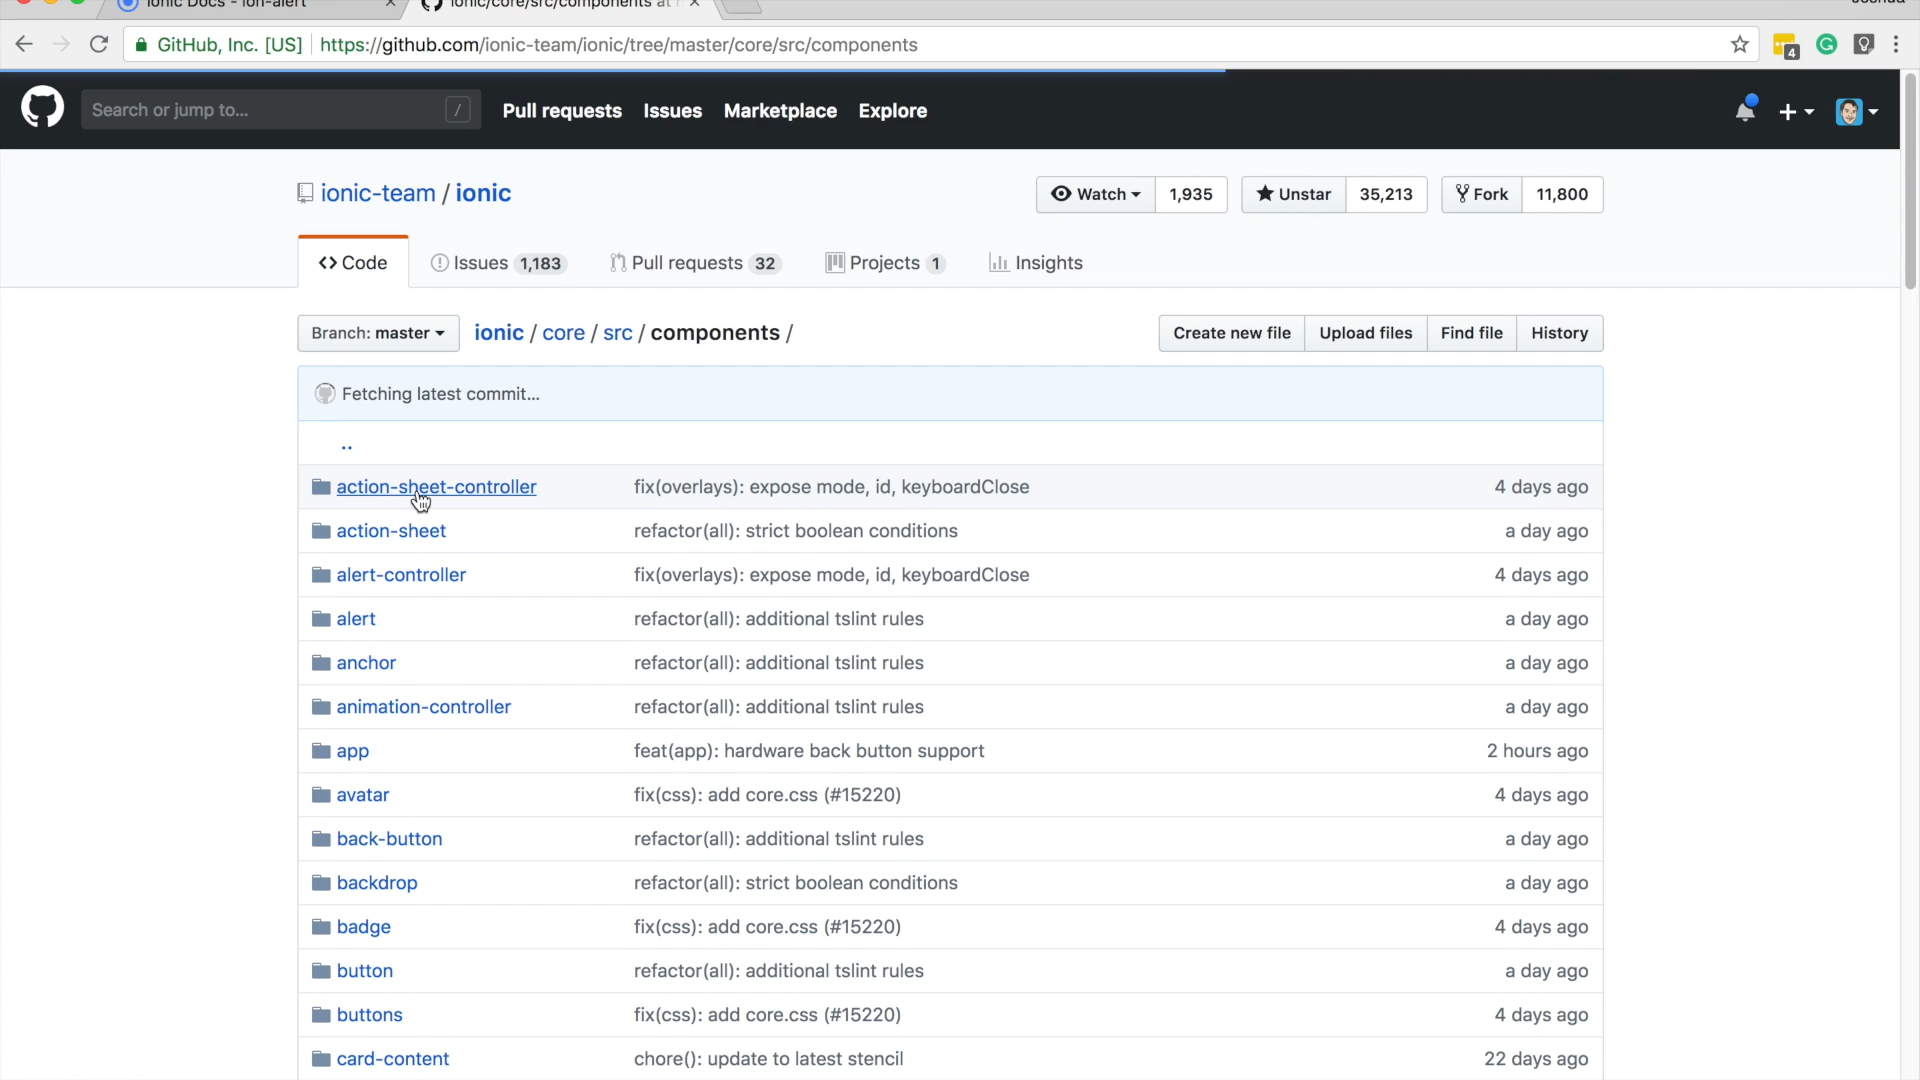 Ionic Docs - ion-alert
ionic/core/src/components at
GitHub, Inc. [US] https://github.com/ionic-team/ionic/tree/master/core/src/components
4
Search or jump to... /
Pull requests Issues Marketplace Explore
ionic-team / ionic
Watch 1,935 Unstar 35,213 Fork 11,800
Code Issues 1,183 Pull requests 32 Projects 1 Insights
Branch: master ionic / core / src / components / Create new file Upload files Find file History
Fetching latest commit...
..
action-sheet-controller fix(overlays): expose mode, id, keyboardClose 4 days ago
action-sheet refactor(all): strict boolean conditions a day ago
alert-controller fix(overlays): expose mode, id, keyboardClose 4 days ago
alert refactor(all): additional tslint rules a day ago
anchor refactor(all): additional tslint rules a day ago
animation-controller refactor(all): additional tslint rules a day ago
app feat(app): hardware back button support 2 hours ago
avatar fix(css): add core.css (#15220) 4 days ago
back-button refactor(all): additional tslint rules a day ago
backdrop refactor(all): strict boolean conditions a day ago
badge fix(css): add core.css (#15220) 4 days ago
button refactor(all): additional tslint rules a day ago
buttons fix(css): add core.css (#15220) 4 days ago
card-content chore(): update to latest stencil 22 days ago